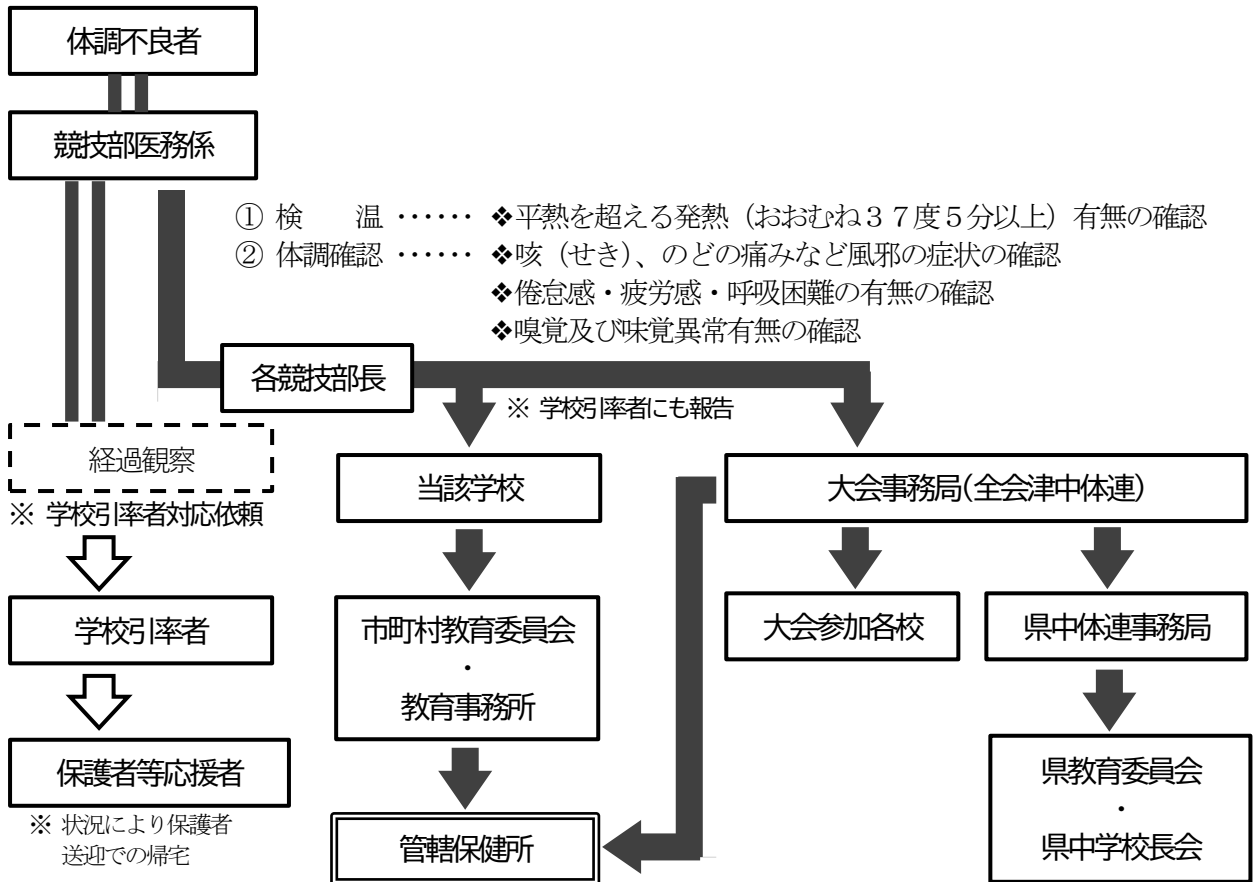 体調不良者
競技部医務係
① 検　　温 ‥‥‥ ❖平熱を超える発熱（おおむね３７度５分以上）有無の確認
② 体調確認 ‥‥‥ ❖咳（せき）、のどの痛みなど風邪の症状の確認
❖倦怠感・疲労感・呼吸困難の有無の確認
❖嗅覚及び味覚異常有無の確認
各競技部長
※ 学校引率者にも報告
経過観察
※ 学校引率者対応依頼
当該学校
大会事務局(全会津中体連)
学校引率者
市町村教育委員会
・
教育事務所
大会参加各校
県中体連事務局
保護者等応援者
※ 状況により保護者
送迎での帰宅
管轄保健所
県教育委員会
・
県中学校長会